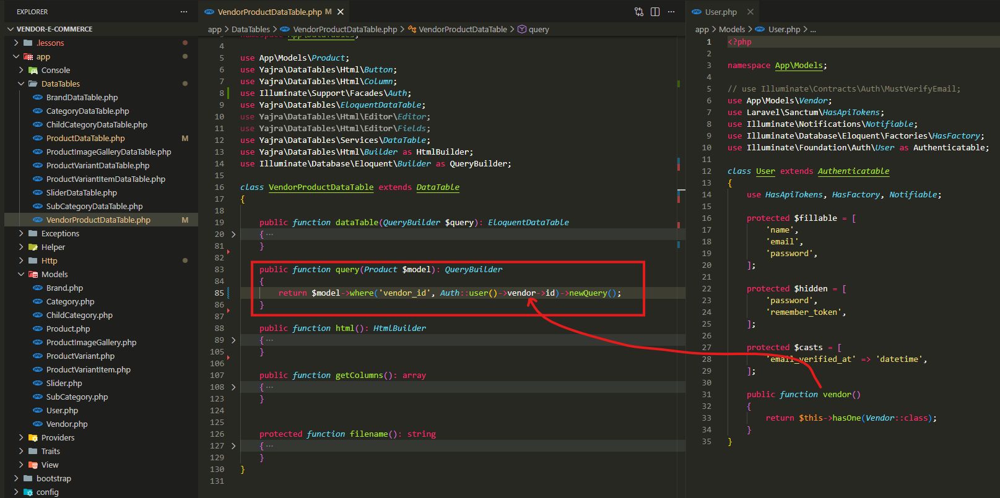 EXPLORER
VENDOR-E-COMMERCE
.lessons
app
Console
DataTables
BrandDataTable.php
CategoryDataTable.php
ChildCategoryDataTable.php
ProductDataTable.php M
ProductImageGalleryDataTable.php
ProductVariantDataTable.php
ProductVariantItemDataTable.php
SliderDataTable.php
SubCategoryDataTable.php
VendorProductDataTable.php M
Exceptions
Helper
Http
Models
Brand.php
Category.php
ChildCategory.php
Product.php
ProductImageGallery.php
ProductVariant.php
ProductVariantItem.php
Slider.php
SubCategory.php
User.php
Vendor.php
Providers
Traits
View
bootstrap
config
VendorProductDataTable.php M
app > DataTables > VendorProductDataTable.php > VendorProductDataTable > query
3 namespace App\DataTables;
4
5 use App\Models\Product;
6 use Yajra\DataTables\Html\Button;
7 use Yajra\DataTables\Html\Column;
8 use Illuminate\Support\Facades\Auth;
9 use Yajra\DataTables\EloquentDataTable;
10 use Yajra\DataTables\Html\Editor\Editor;
11 use Yajra\DataTables\Html\Editor\Fields;
12 use Yajra\DataTables\Services\DataTable;
13 use Yajra\DataTables\Html\Builder as HtmlBuilder;
14 use Illuminate\Database\Eloquent\Builder as QueryBuilder;
15
16 class VendorProductDataTable extends DataTable
17 {
18
19 public function dataTable(QueryBuilder $query): EloquentDataTable
20 { ...
81 }
82
83 public function query(Product $model): QueryBuilder
84 {
85 return $model->where('vendor_id', Auth::user()->vendor->id)->newQuery();
86 }
87
88 public function html(): HtmlBuilder
89 { ...
105 }
106
107 public function getColumns(): array
108 { ...
123 }
124
125
126 protected function filename(): string
127 { ...
129 }
130 }
131
User.php
app > Models > User.php > ...
1 <?php
2
3 namespace App\Models;
4
5 // use Illuminate\Contracts\Auth\MustVerifyEmail;
6 use App\Models\Vendor;
7 use Laravel\Sanctum\HasApiTokens;
8 use Illuminate\Notifications\Notifiable;
9 use Illuminate\Database\Eloquent\Factories\HasFactory;
10 use Illuminate\Foundation\Auth\User as Authenticatable;
11
12 class User extends Authenticatable
13 {
14 use HasApiTokens, HasFactory, Notifiable;
15
16 protected $fillable = [
17 'name',
18 'email',
19 'password',
20 ];
21
22 protected $hidden = [
23 'password',
24 'remember_token',
25 ];
26
27 protected $casts = [
28 'email_verified_at' => 'datetime',
29 ];
30
31 public function vendor()
32 {
33 return $this->hasOne(Vendor::class);
34 }
35 }